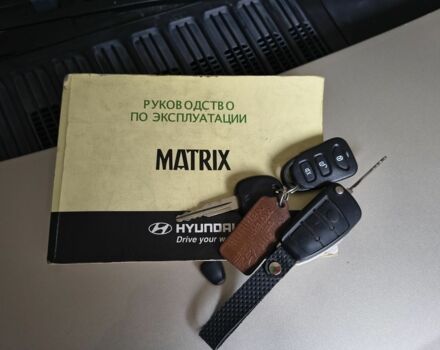 РУКОВОДСТВО
ПО ЭКСПЛУАТАЦИИ
MATRIX
HYUNDAI
Drive your